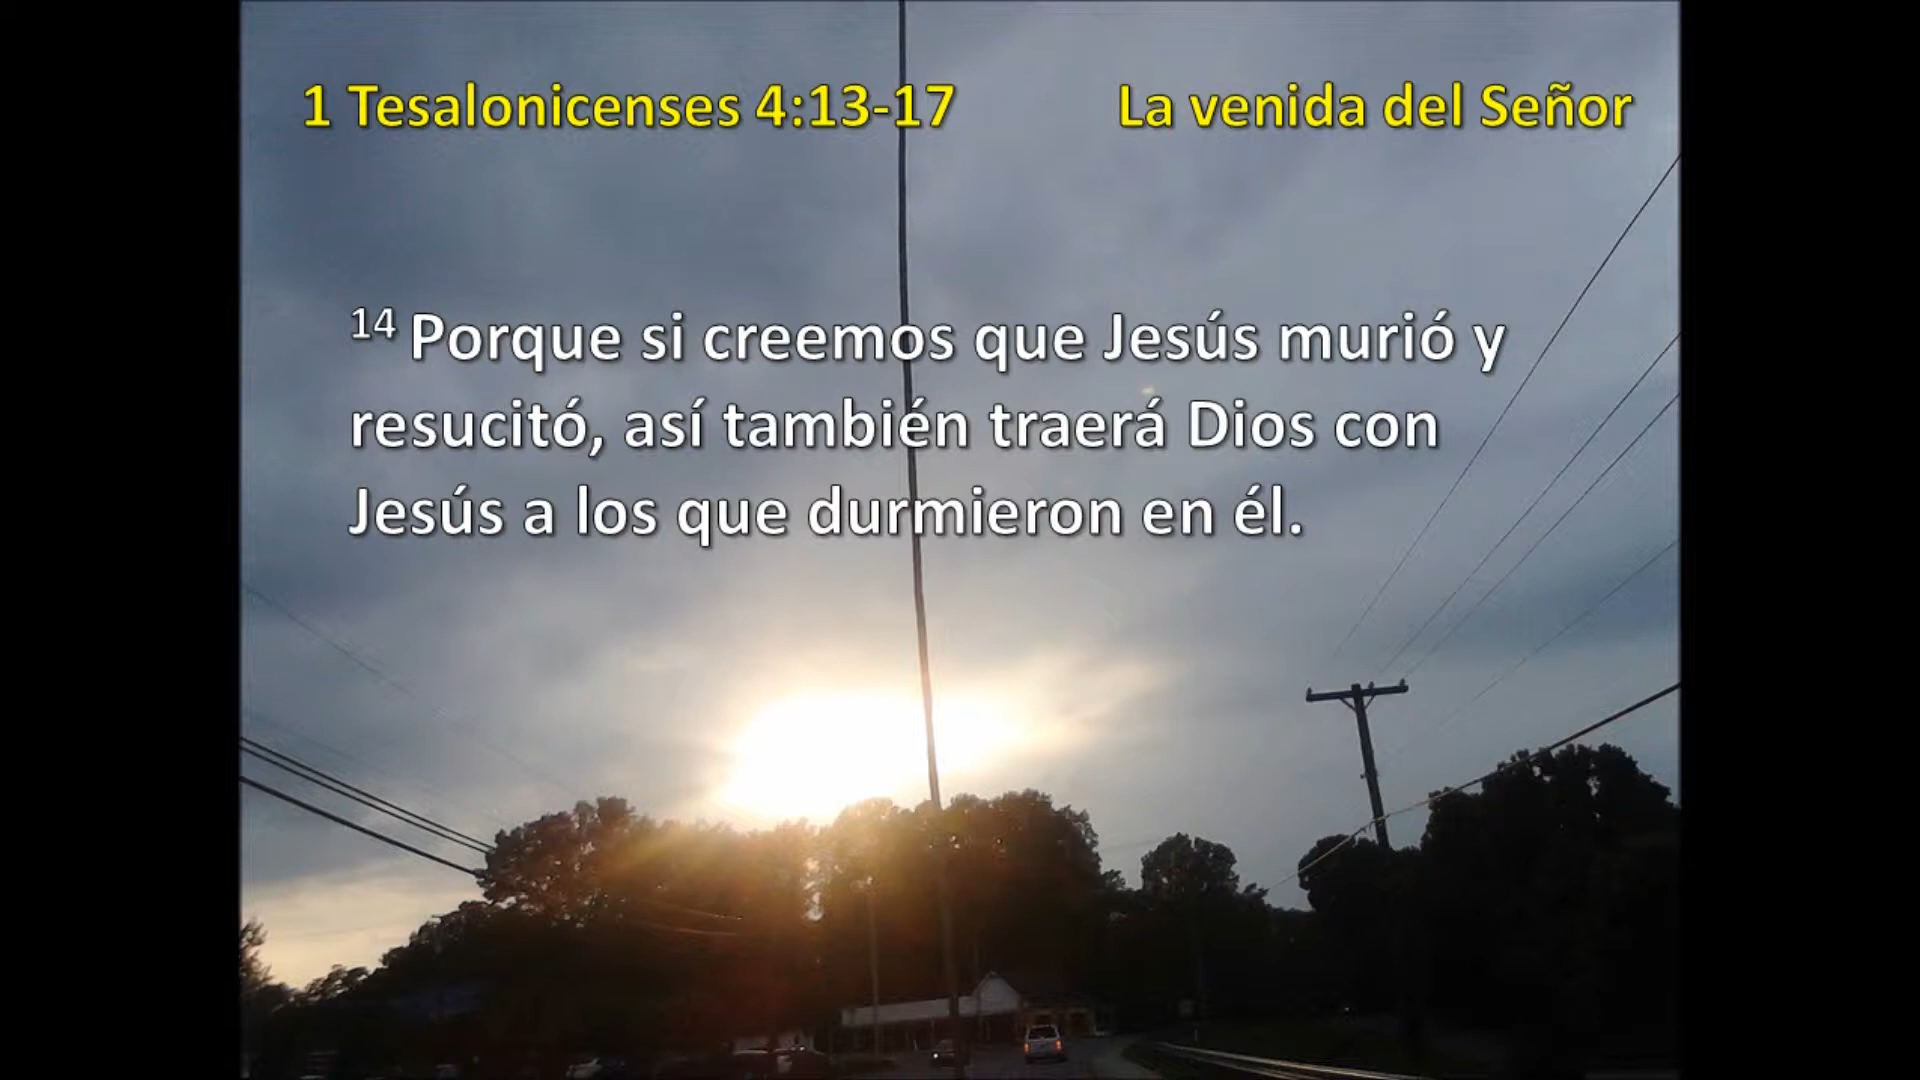 1 Tesalonicenses 4:13-17 La venida del Señor
14 Porque si creemos que Jesús murió y
resucitó, así también traerá Dios con
Jesús a los que durmieron en él.